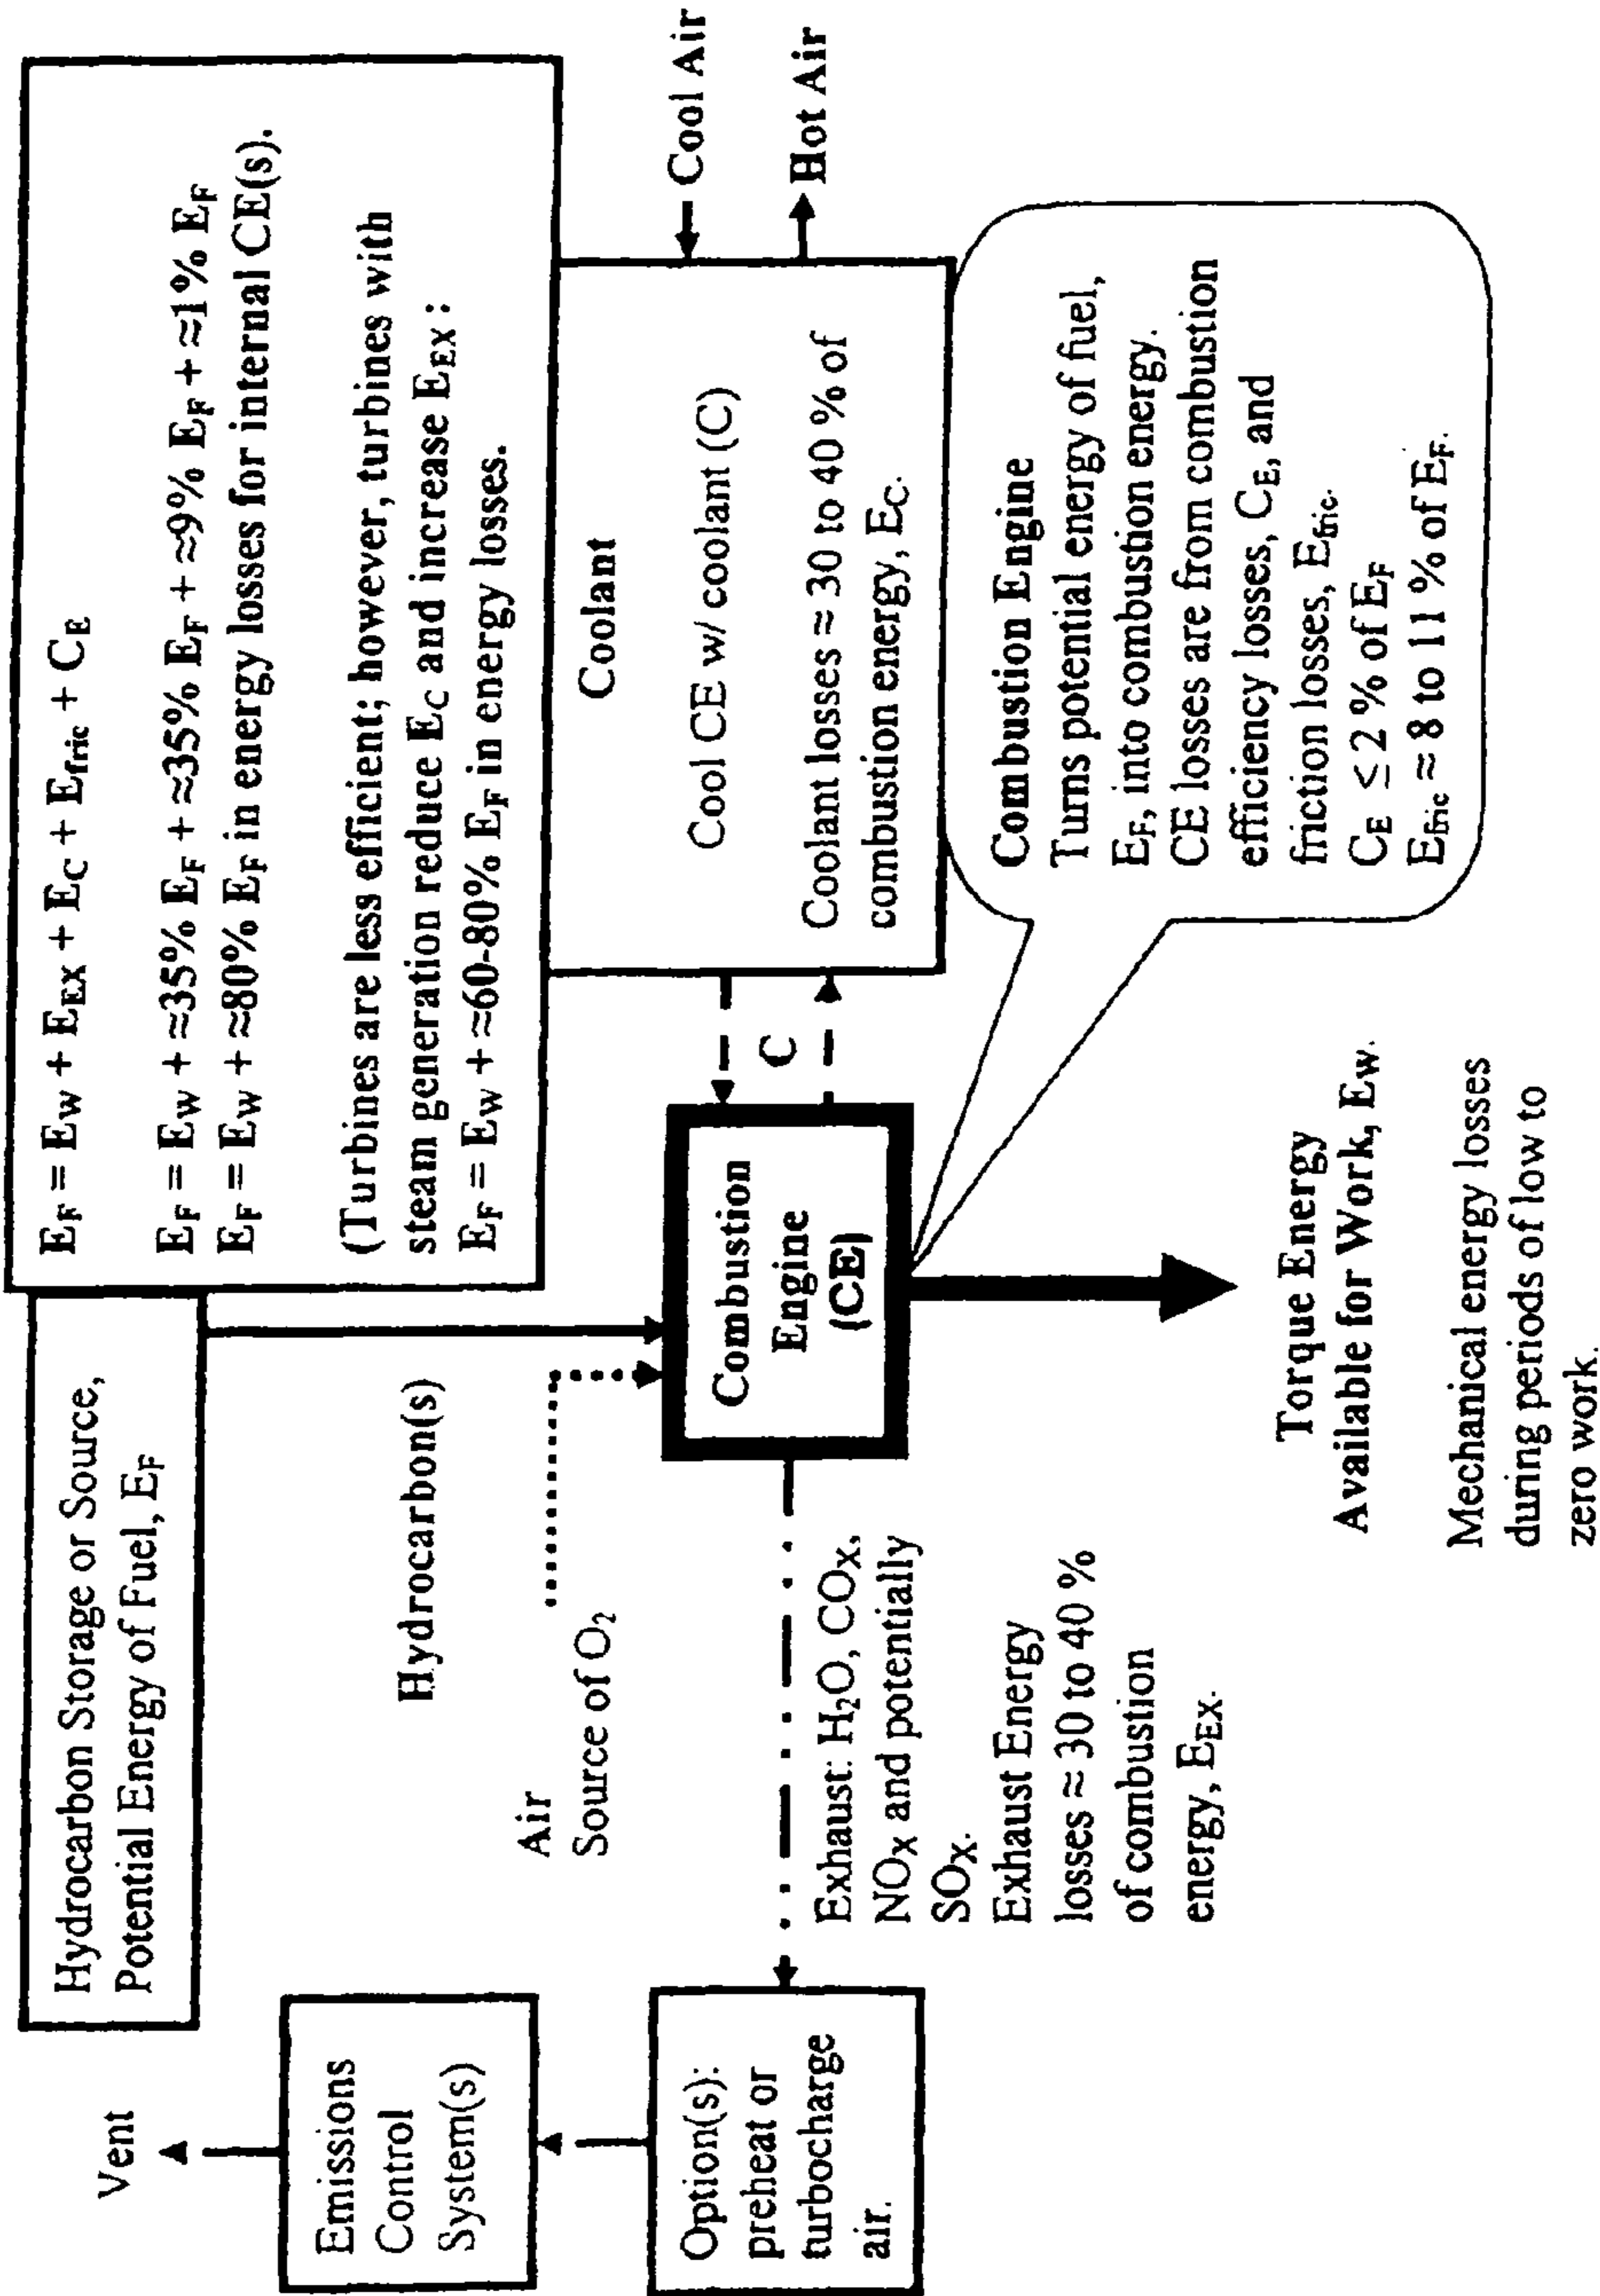 Vent
Emissions
Control
System(s)
Option(s):
preheat or
turbocharge
air.
Hydrocarbon Storage or Source,
Potential Energy of Fuel, E_F
E_F = E_W + E_EX + E_C + E_fric + C_E
E_F = E_W + ≈35% E_F + ≈35% E_F + ≈9% E_F + ≈1% E_F
E_F = E_W + ≈80% E_F in energy losses for internal CE(s).
(Turbines are less efficient; however, turbines with
steam generation reduce E_C and increase E_EX :
E_F = E_W + ≈60-80% E_F in energy losses.
Hydrocarbon(s)
Air
Source of O₂
Combustion
Engine
(CE)
C
Coolant
Cool CE w/ coolant (C)
Coolant losses ≈ 30 to 40 % of
combustion energy, E_C.
Cool Air
Hot Air
Exhaust: H₂O, CO_X,
NO_X and potentially
SO_X.
Exhaust Energy
losses ≈ 30 to 40 %
of combustion
energy, E_EX.
Combustion Engine
Turns potential energy of fuel,
E_F, into combustion energy.
CE losses are from combustion
efficiency losses, C_E, and
friction losses, E_fric.
C_E ≤ 2 % of E_F
E_fric ≈ 8 to 11 % of E_F.
Torque Energy
Available for Work, E_W.
Mechanical energy losses
during periods of low to
zero work.